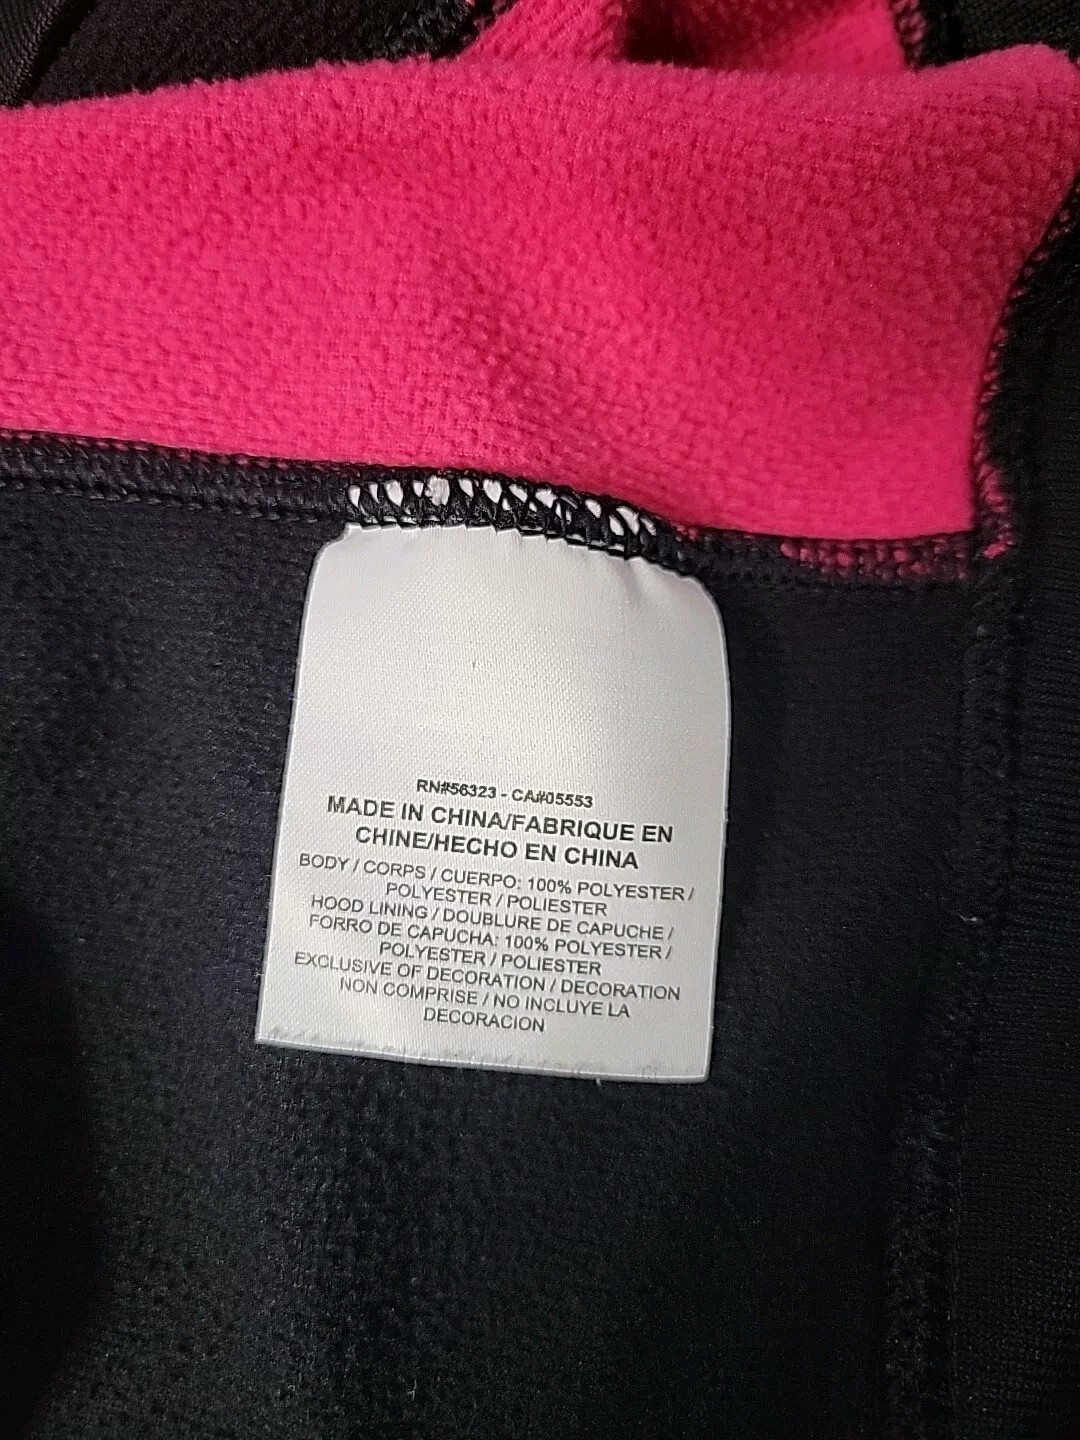 RN#56323 - CA#05553
MADE IN CHINA/FABRIQUE EN
CHINE/HECHO EN CHINA
BODY / CORPS / CUERPO: 100% POLYESTER /
POLYESTER / POLIESTER
HOOD LINING / DOUBLURE DE CAPUCHE /
FORRO DE CAPUCHA: 100% POLYESTER /
POLYESTER / POLIESTER
EXCLUSIVE OF DECORATION / DECORATION
NON COMPRISE / NO INCLUYE LA
DECORACION